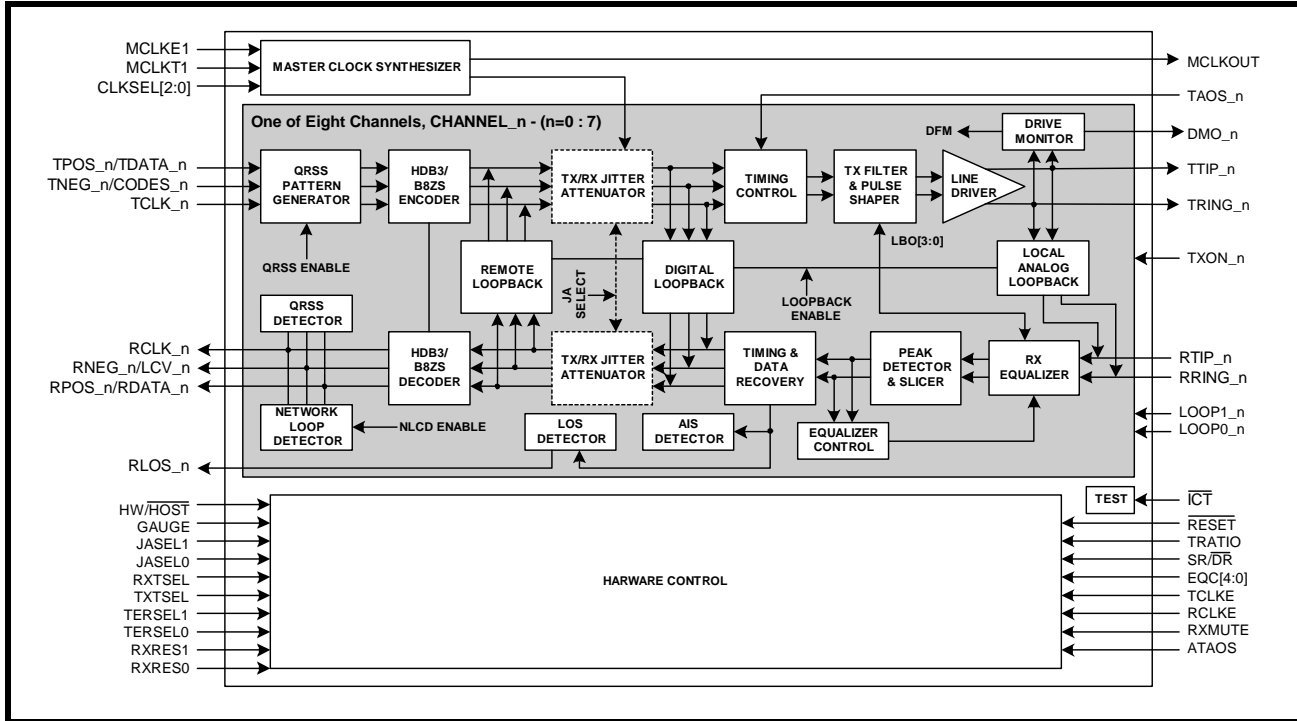 MCLKE1
MCLKT1
CLKSEL[2:0]
MASTER CLOCK SYNTHESIZER
MCLKOUT
TAOS_n
One of Eight Channels, CHANNEL_n - (n=0 : 7)
DFM
DRIVE
MONITOR
DMO_n
TPOS_n/TDATA_n
TNEG_n/CODES_n
TCLK_n
QRSS
PATTERN
GENERATOR
HDB3/
B8ZS
ENCODER
TX/RX JITTER
ATTENUATOR
TIMING
CONTROL
TX FILTER
& PULSE
SHAPER
LINE
DRIVER
TTIP_n
TRING_n
QRSS ENABLE
REMOTE
LOOPBACK
JA
SELECT
DIGITAL
LOOPBACK
LOOPBACK
ENABLE
LBO[3:0]
LOCAL
ANALOG
LOOPBACK
TXON_n
QRSS
DETECTOR
RCLK_n
RNEG_n/LCV_n
RPOS_n/RDATA_n
HDB3/
B8ZS
DECODER
TX/RX JITTER
ATTENUATOR
TIMING &
DATA
RECOVERY
PEAK
DETECTOR
& SLICER
RX
EQUALIZER
RTIP_n
RRING_n
NETWORK
LOOP
DETECTOR
NLCD ENABLE
LOS
DETECTOR
AIS
DETECTOR
EQUALIZER
CONTROL
LOOP1_n
LOOP0_n
RLOS_n
TEST
ICT
HW/HOST
GAUGE
JASEL1
JASEL0
RXTSEL
TXTSEL
TERSEL1
TERSEL0
RXRES1
RXRES0
HARWARE CONTROL
RESET
TRATIO
SR/DR
EQC[4:0]
TCLKE
RCLKE
RXMUTE
ATAOS